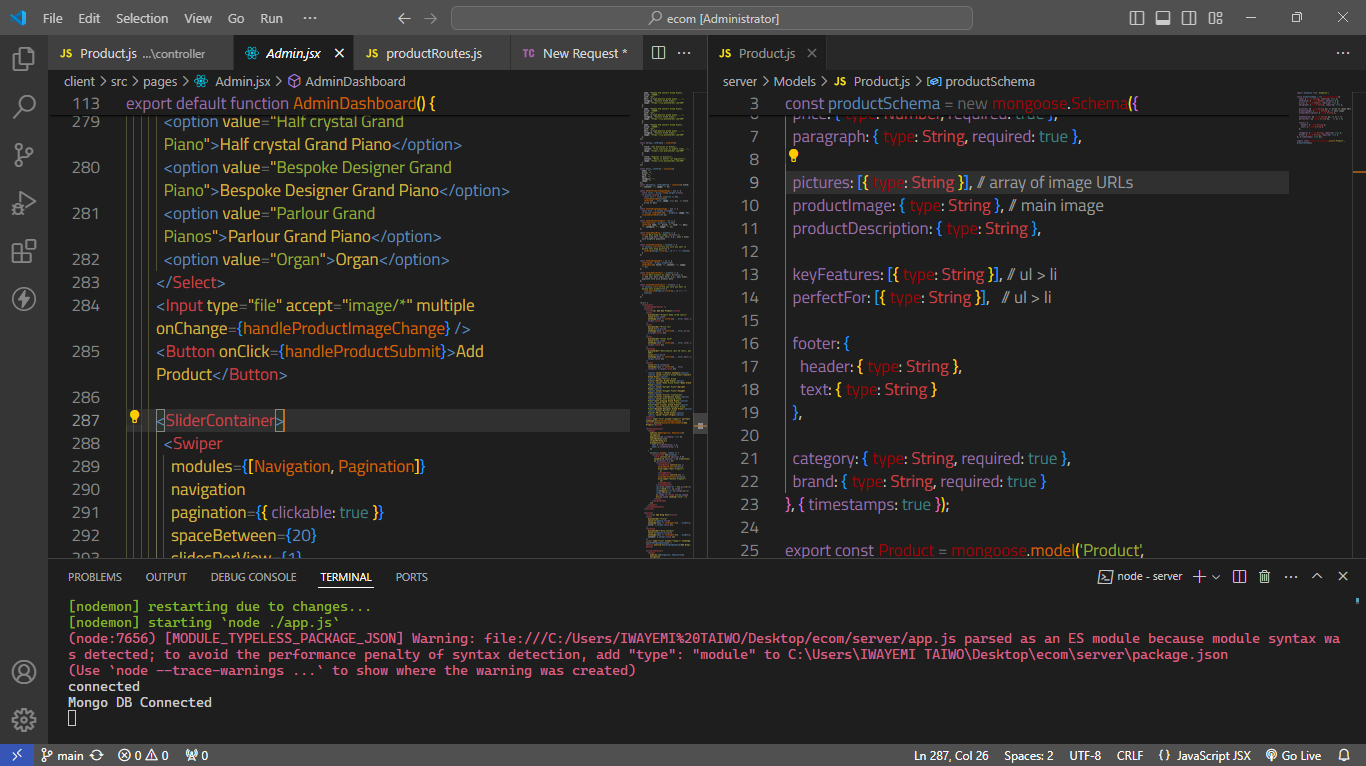 File Edit Selection View Go Run ··· ecom [Administrator]
JS Product.js ...\controller Admin.jsx JS productRoutes.js TC New Request * ···
JS Product.js ···
client > src > pages > Admin.jsx > AdminDashboard
server > Models > JS Product.js > productSchema
113 export default function AdminDashboard() {
279 <option value="Half crystal Grand
Piano">Half crystal Grand Piano</option>
280 <option value="Bespoke Designer Grand
Piano">Bespoke Designer Grand Piano</option>
281 <option value="Parlour Grand
Pianos">Parlour Grand Piano</option>
282 <option value="Organ">Organ</option>
283 </Select>
284 <Input type="file" accept="image/*" multiple
onChange={handleProductImageChange} />
285 <Button onClick={handleProductSubmit}>Add
Product</Button>
286
287 <SliderContainer>
288 <Swiper
289 modules={[Navigation, Pagination]}
290 navigation
291 pagination={{ clickable: true }}
292 spaceBetween={20}
293 slidesPerView={1}
3 const productSchema = new mongoose.Schema({
6 price: { type: Number, required: true },
7 paragraph: { type: String, required: true },
8
9 pictures: [{ type: String }], // array of image URLs
10 productImage: { type: String }, // main image
11 productDescription: { type: String },
12
13 keyFeatures: [{ type: String }], // ul > li
14 perfectFor: [{ type: String }], // ul > li
15
16 footer: {
17 header: { type: String },
18 text: { type: String }
19 },
20
21 category: { type: String, required: true },
22 brand: { type: String, required: true }
23 }, { timestamps: true });
24
25 export const Product = mongoose.model('Product',
PROBLEMS OUTPUT DEBUG CONSOLE TERMINAL PORTS node - server ···
[nodemon] restarting due to changes...
[nodemon] starting `node ./app.js`
(node:7656) [MODULE_TYPELESS_PACKAGE_JSON] Warning: file:///C:/Users/IWAYEMI%20TAIWO/Desktop/ecom/server/app.js parsed as an ES module because module syntax wa
s detected; to avoid the performance penalty of syntax detection, add "type": "module" to C:\Users\IWAYEMI TAIWO\Desktop\ecom\server\package.json
(Use `node --trace-warnings ...` to show where the warning was created)
connected
Mongo DB Connected
main 0 0 0 Ln 287, Col 26 Spaces: 2 UTF-8 CRLF {} JavaScript JSX Go Live